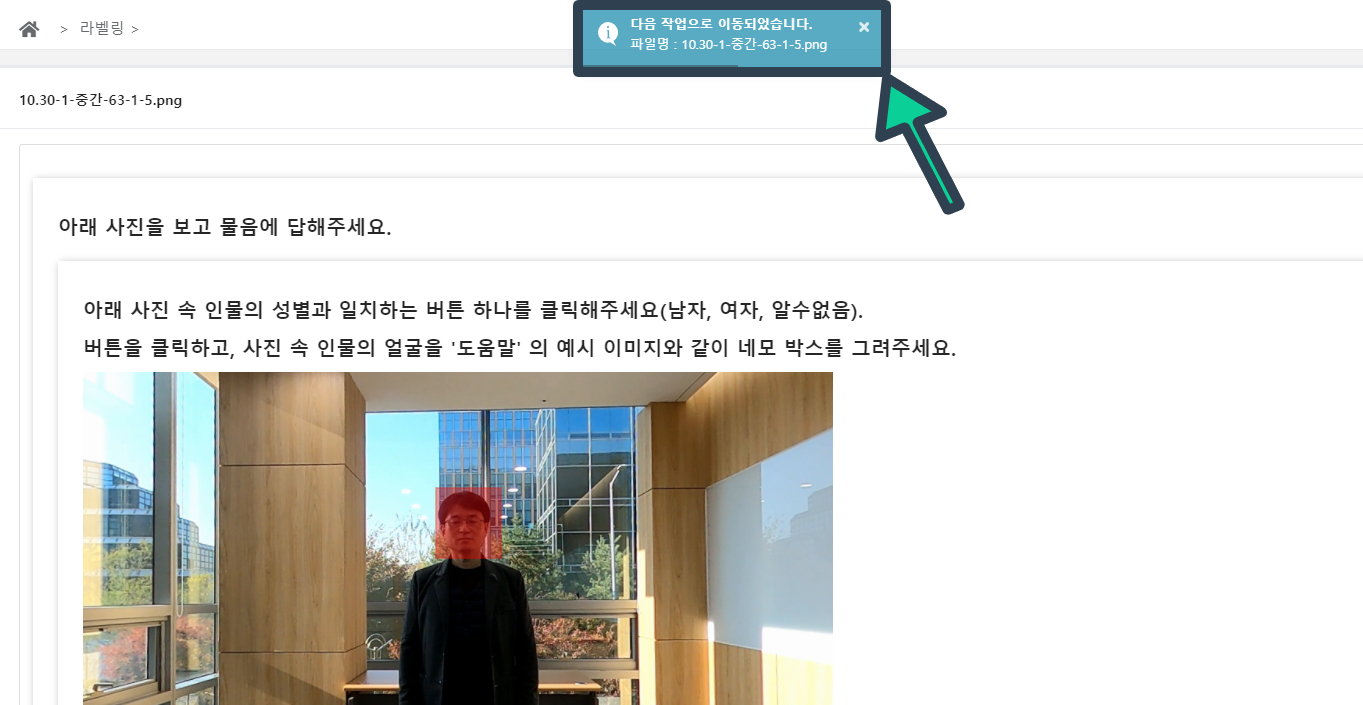 > 라벨링 >
다음 작업으로 이동되었습니다.
파일명 : 10.30-1-중간-63-1-5.png
10.30-1-중간-63-1-5.png
아래 사진을 보고 물음에 답해주세요.
아래 사진 속 인물의 성별과 일치하는 버튼 하나를 클릭해주세요(남자, 여자, 알수없음).
버튼을 클릭하고, 사진 속 인물의 얼굴을 '도움말' 의 예시 이미지와 같이 네모 박스를 그려주세요.